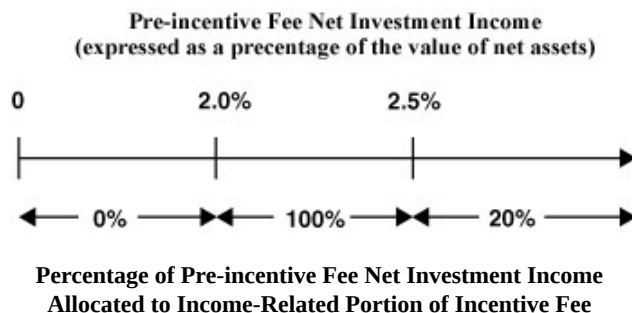 Pre-incentive Fee Net Investment Income
(expressed as a precentage of the value of net assets)
0 2.0% 2.5%
0% 100% 20%
Percentage of Pre-incentive Fee Net Investment Income
Allocated to Income-Related Portion of Incentive Fee